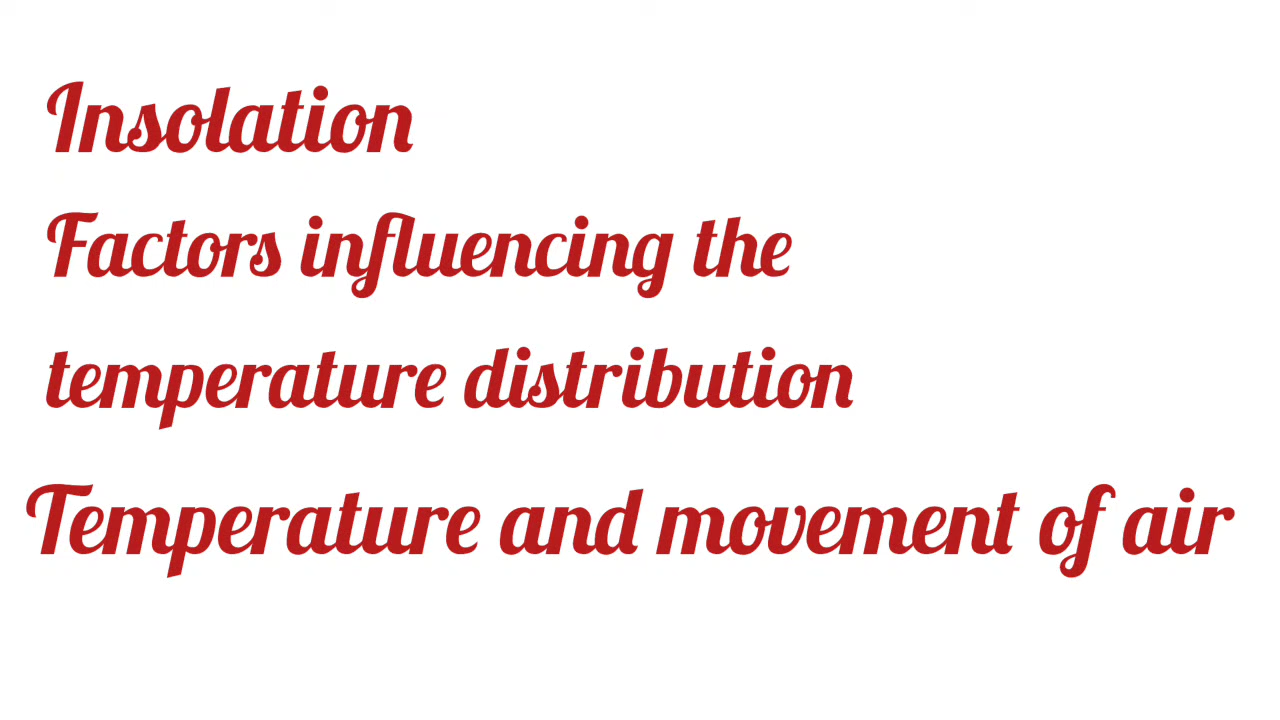 Insolation
Factors influencing the
temperature distribution
Temperature and movement of air